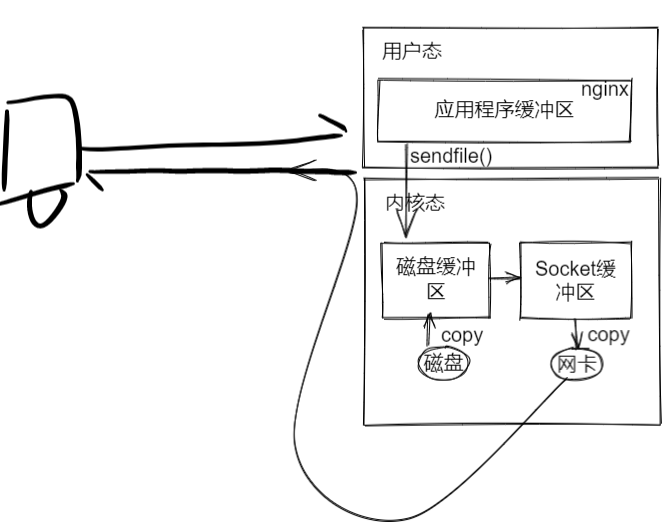 用户态
nginx
应用程序缓冲区
sendfile()
内核态
磁盘缓冲
区
Socket缓
冲区
copy
copy
磁盘
网卡